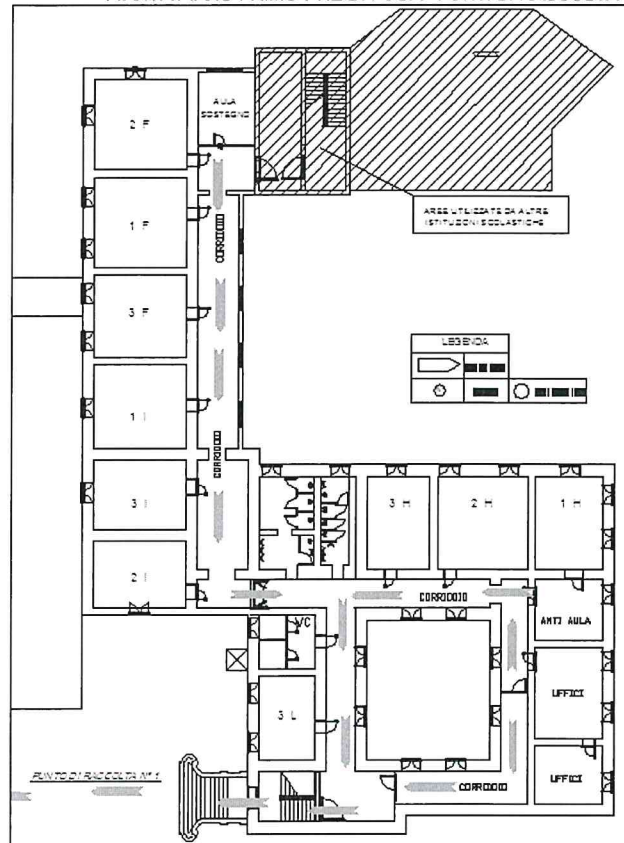 2 F
AULA
SOSTEGNO
1 F
CORRIDOIO
AREE UTILIZZATE DA ALTRE
ISTITUZIONI SCOLASTICHE
3 F
LEGENDA
1 I
CORRIDOIO
3 I
3 H
2 H
1 H
2 I
CORRIDOIO
ANTI AULA
WC
UFFICI
3 L
PUNTO DI RACCOLTA N° 1
CORRIDOIO
UFFICI